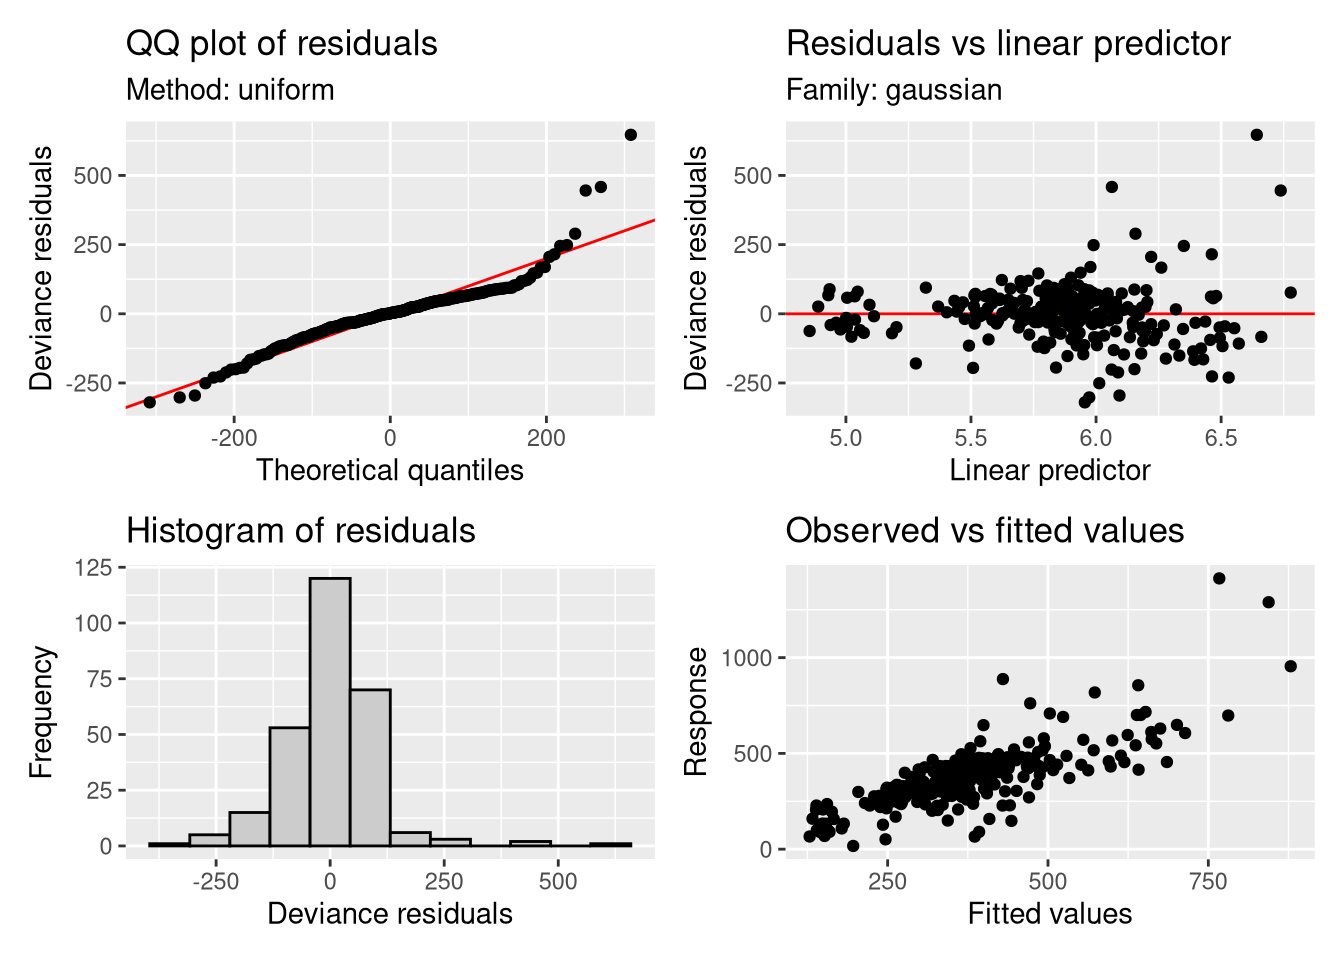 QQ plot of residuals
Method: uniform
Deviance residuals
500
250
0
-250
-200
0
200
Theoretical quantiles
Residuals vs linear predictor
Family: gaussian
Deviance residuals
500
250
0
-250
5.0
5.5
6.0
6.5
Linear predictor
Histogram of residuals
Frequency
125
100
75
50
25
0
-250
0
250
500
Deviance residuals
Observed vs fitted values
Response
1000
500
0
250
500
750
Fitted values